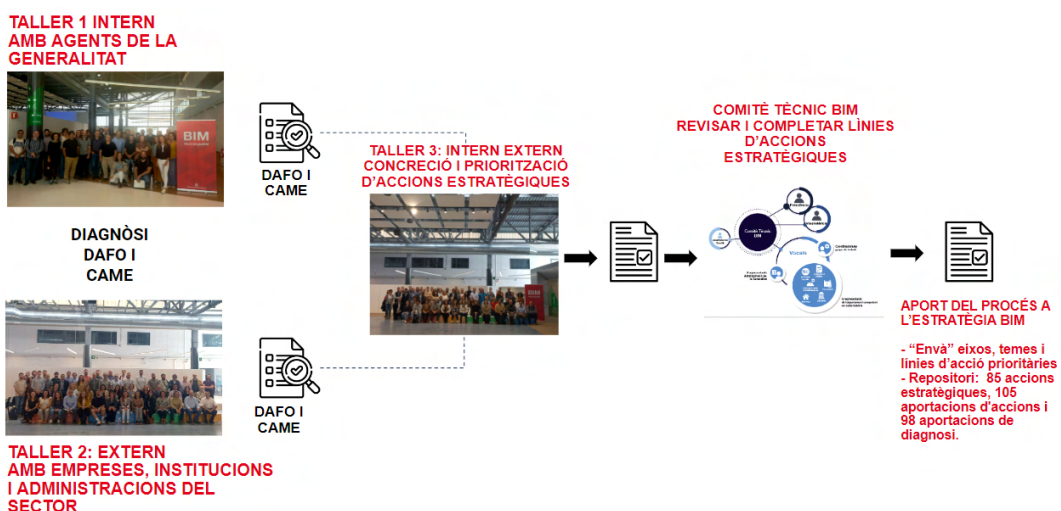 TALLER 1 INTERN
AMB AGENTS DE LA
GENERALITAT
BIM
DAFO I
CAME
DIAGNÒSI
DAFO I
CAME
DAFO I
CAME
TALLER 2: EXTERN
AMB EMPRESES, INSTITUCIONS
I ADMINISTRACIONS DEL
SECTOR
TALLER 3: INTERN EXTERN
CONCRECIÓ I PRIORITZACIÓ
D'ACCIONS ESTRATÈGIQUES
BIM
COMITÈ TÈCNIC BIM
REVISAR I COMPLETAR LÌNIES
D'ACCIONS
ESTRATÈGIQUES
Comitè Tècnic
BIM
Vocals
APORT DEL PROCÉS A
L'ESTRATÈGIA BIM
- “Envà” eixos, temes i
línies d'acció prioritàries
- Repositori:  85 accions
estratègiques, 105
aportacions d'accions i
98 aportacions de
diagnosi.